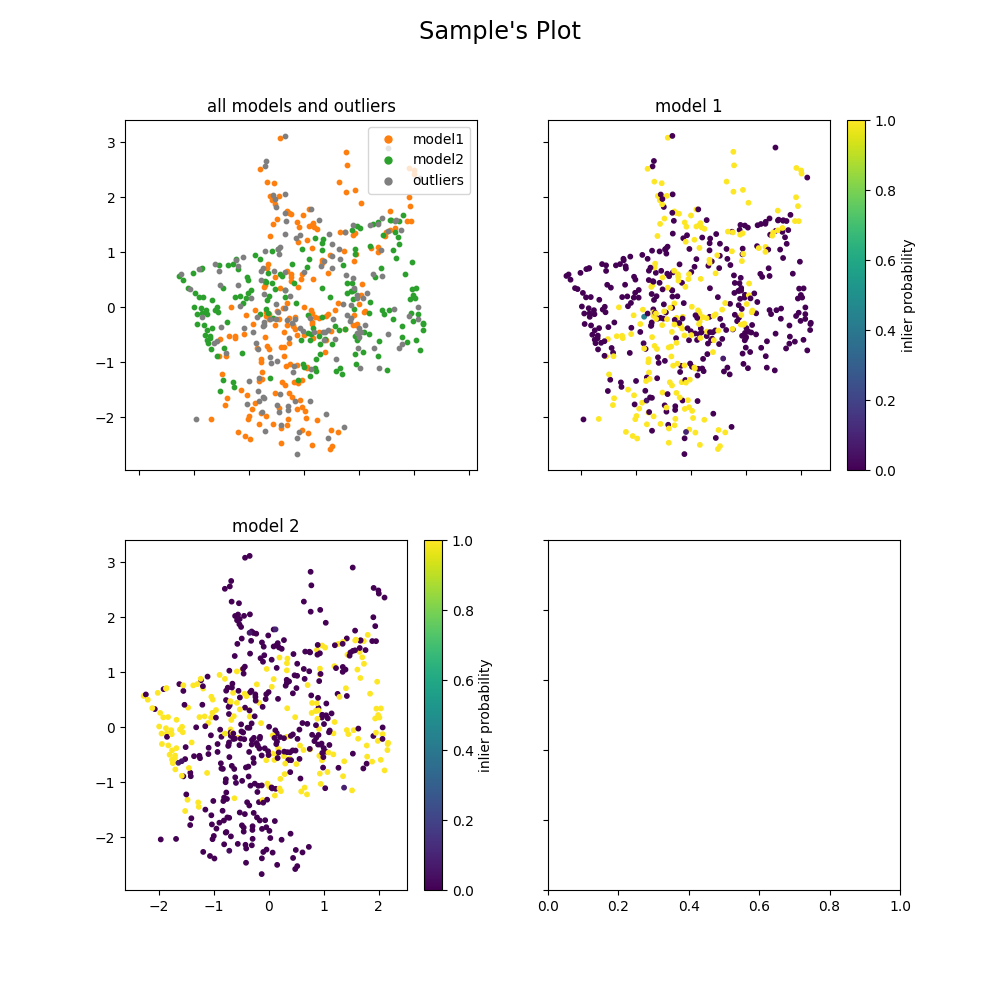 Sample's Plot
all models and outliers
model1
model2
outliers
3
2
1
0
−1
−2
model 1
1.0
0.8
0.6
0.4
0.2
0.0
inlier probability
model 2
3
2
1
0
−1
−2
−2 −1 0 1 2
1.0
0.8
0.6
0.4
0.2
0.0
inlier probability
0.0 0.2 0.4 0.6 0.8 1.0